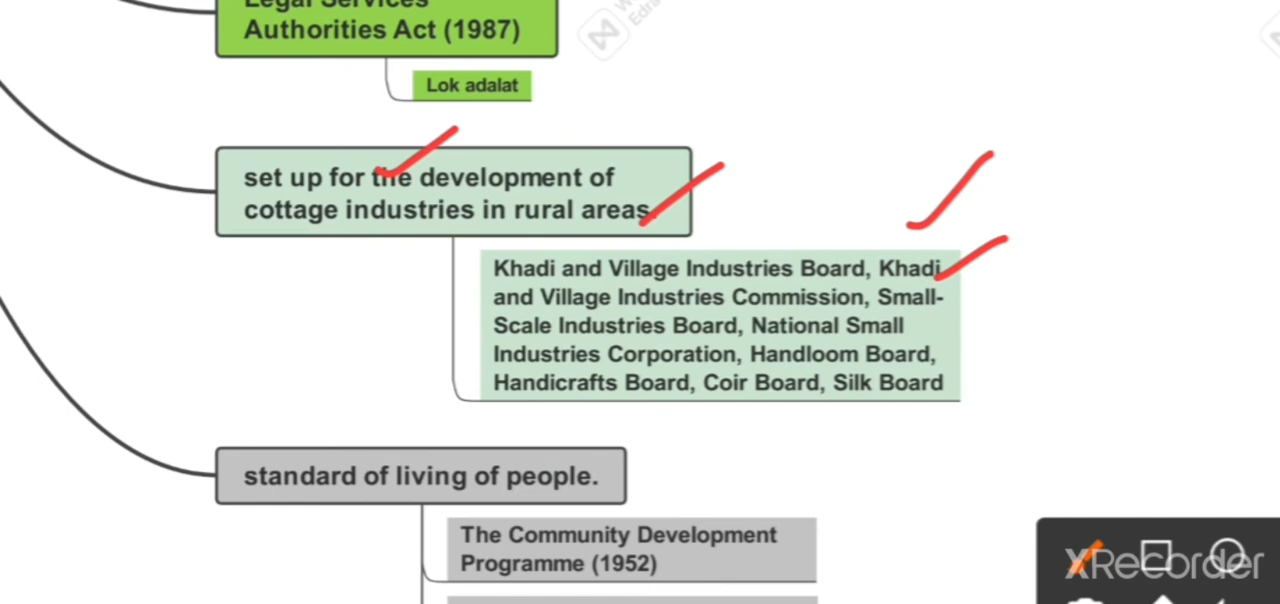 Legal Services
Authorities Act (1987)
Lok adalat
set up for the development of
cottage industries in rural areas.
Khadi and Village Industries Board, Khadi
and Village Industries Commission, Small-
Scale Industries Board, National Small
Industries Corporation, Handloom Board,
Handicrafts Board, Coir Board, Silk Board
standard of living of people.
The Community Development
Programme (1952)
XRecorder